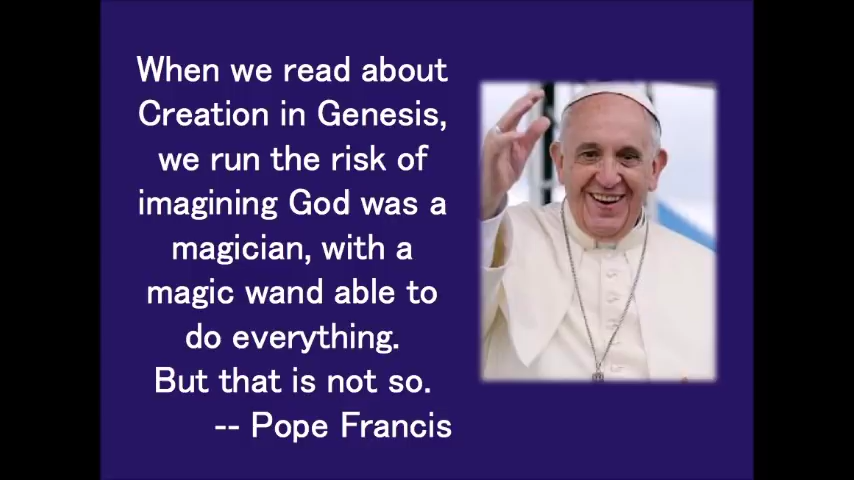 When we read about
Creation in Genesis,
we run the risk of
imagining God was a
magician, with a
magic wand able to
do everything.
But that is not so.
-- Pope Francis